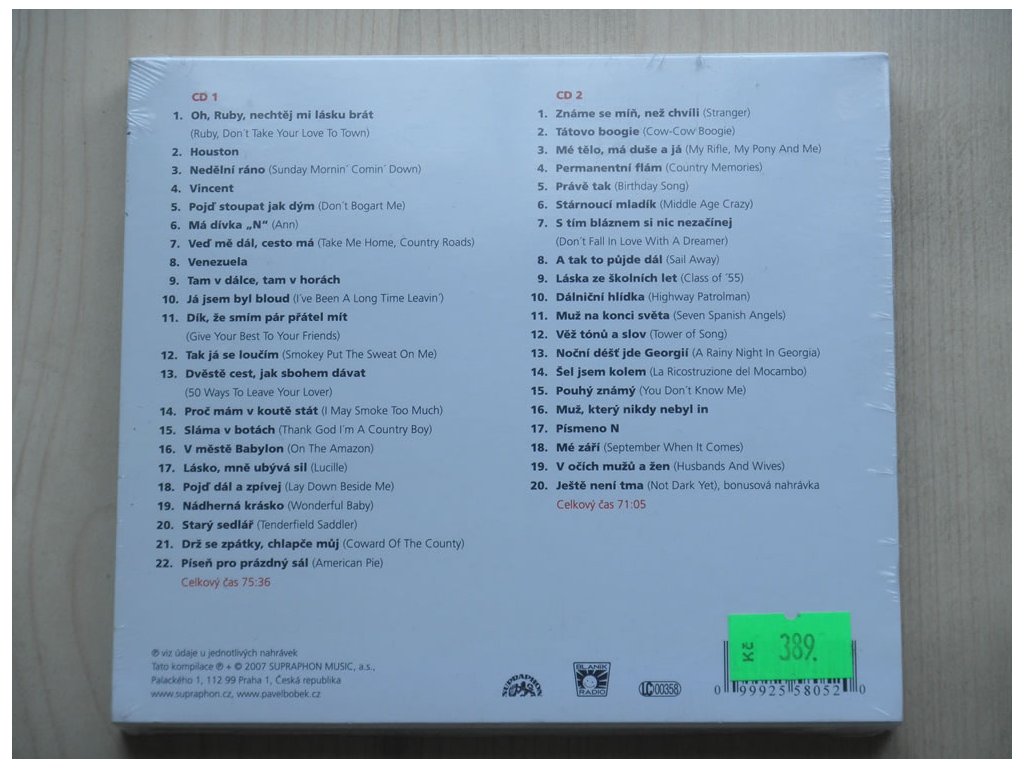 CD 1
1. Oh, Ruby, nechtěj mi lásku brát
(Ruby, Don´t Take Your Love To Town)
2. Houston
3. Nedělní ráno (Sunday Mornin´ Comin´ Down)
4. Vincent
5. Pojď stoupat jak dým (Don´t Bogart Me)
6. Má dívka „N“ (Ann)
7. Veď mě dál, cesto má (Take Me Home, Country Roads)
8. Venezuela
9. Tam v dálce, tam v horách
10. Já jsem byl bloud (I´ve Been A Long Time Leavin´)
11. Dík, že smím pár přátel mít
(Give Your Best To Your Friends)
12. Tak já se loučím (Smokey Put The Sweat On Me)
13. Dvěstě cest, jak sbohem dávat
(50 Ways To Leave Your Lover)
14. Proč mám v koutě stát (I May Smoke Too Much)
15. Sláma v botách (Thank God I´m A Country Boy)
16. V městě Babylon (On The Amazon)
17. Lásko, mně ubývá sil (Lucille)
18. Pojď dál a zpívej (Lay Down Beside Me)
19. Nádherná krásko (Wonderful Baby)
20. Starý sedlář (Tenderfield Saddler)
21. Drž se zpátky, chlapče můj (Coward Of The County)
22. Píseň pro prázdný sál (American Pie)
Celkový čas 75:36
CD 2
1. Známe se míň, než chvíli (Stranger)
2. Tátovo boogie (Cow-Cow Boogie)
3. Mé tělo, má duše a já (My Rifle, My Pony And Me)
4. Permanentní flám (Country Memories)
5. Právě tak (Birthday Song)
6. Stárnoucí mladík (Middle Age Crazy)
7. S tím bláznem si nic nezačínej
(Don´t Fall In Love With A Dreamer)
8. A tak to půjde dál (Sail Away)
9. Láska ze školních let (Class of ´55)
10. Dálniční hlídka (Highway Patrolman)
11. Muž na konci světa (Seven Spanish Angels)
12. Věž tónů a slov (Tower of Song)
13. Noční déšť jde Georgií (A Rainy Night In Georgia)
14. Šel jsem kolem (La Ricostruzione del Mocambo)
15. Pouhý známý (You Don´t Know Me)
16. Muž, který nikdy nebyl in
17. Písmeno N
18. Mé září (September When It Comes)
19. V očích mužů a žen (Husbands And Wives)
20. Ještě není tma (Not Dark Yet), bonusová nahrávka
Celkový čas 71:05
℗ viz údaje u jednotlivých nahrávek
Tato kompilace ℗ + © 2007 SUPRAPHON MUSIC, a.s.,
Palackého 1, 112 99 Praha 1, Česká republika
www.supraphon.cz, www.pavelbobek.cz
SUPRAPHON
BLANÍK
RADIO
LC 00358
Kč 389.
0 99925 58052 0